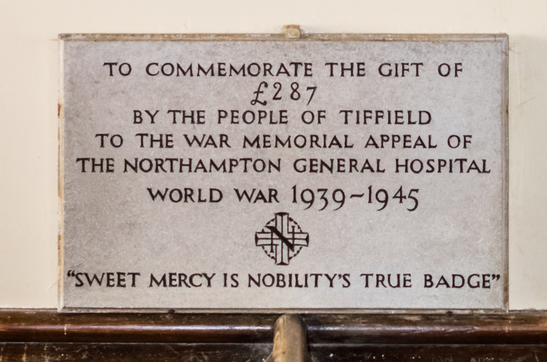 TO COMMEMORATE THE GIFT OF
£287
BY THE PEOPLE OF TIFFIELD
TO THE WAR MEMORIAL APPEAL OF
THE NORTHAMPTON GENERAL HOSPITAL
WORLD WAR 1939~1945
"SWEET MERCY IS NOBILITY'S TRUE BADGE"